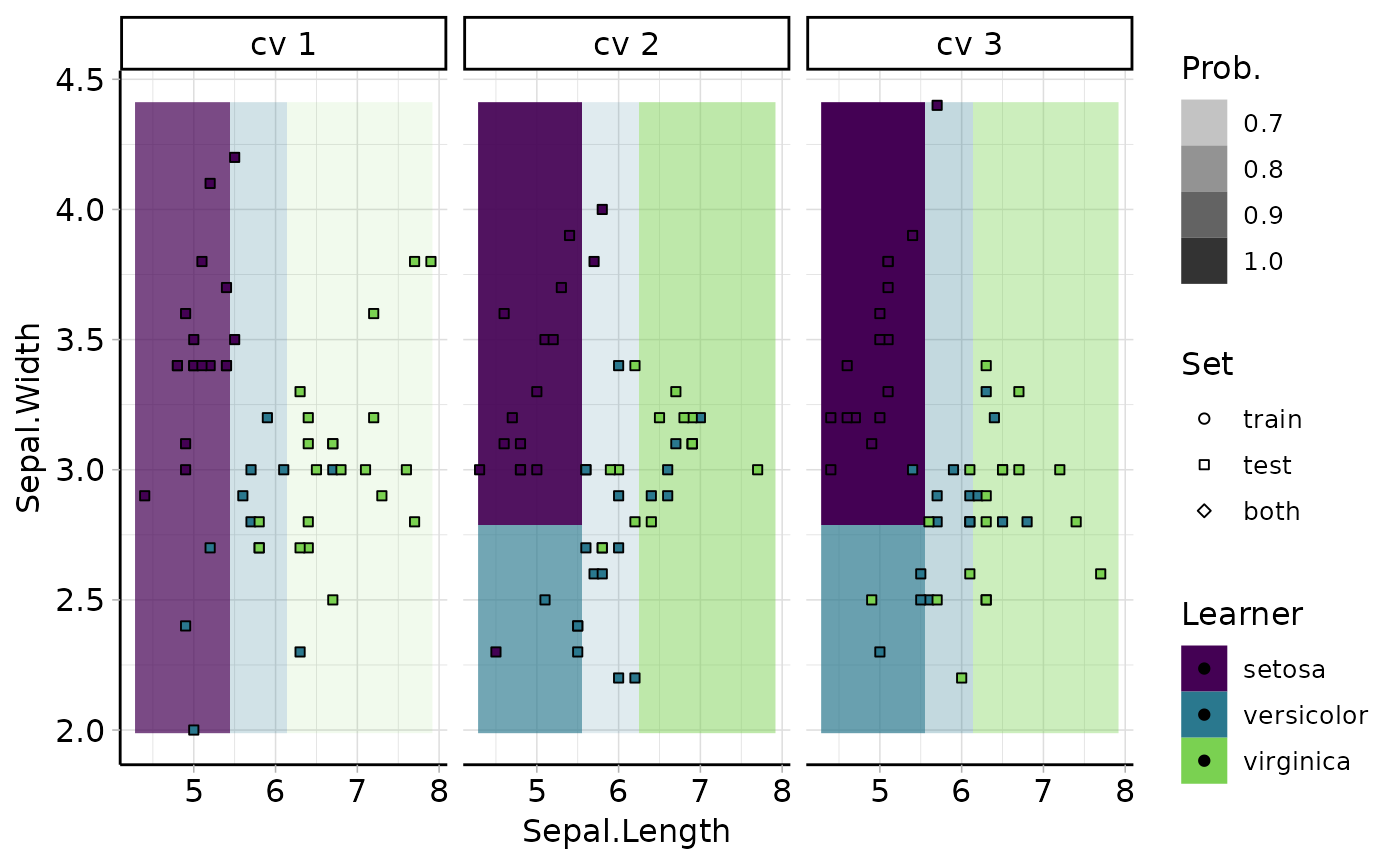 cv 1
cv 2
cv 3
4.5
4.0
3.5
3.0
2.5
2.0
Sepal.Width
5 6 7 8
5 6 7 8
5 6 7 8
Sepal.Length
Prob.
0.7
0.8
0.9
1.0
Set
train
test
both
Learner
setosa
versicolor
virginica